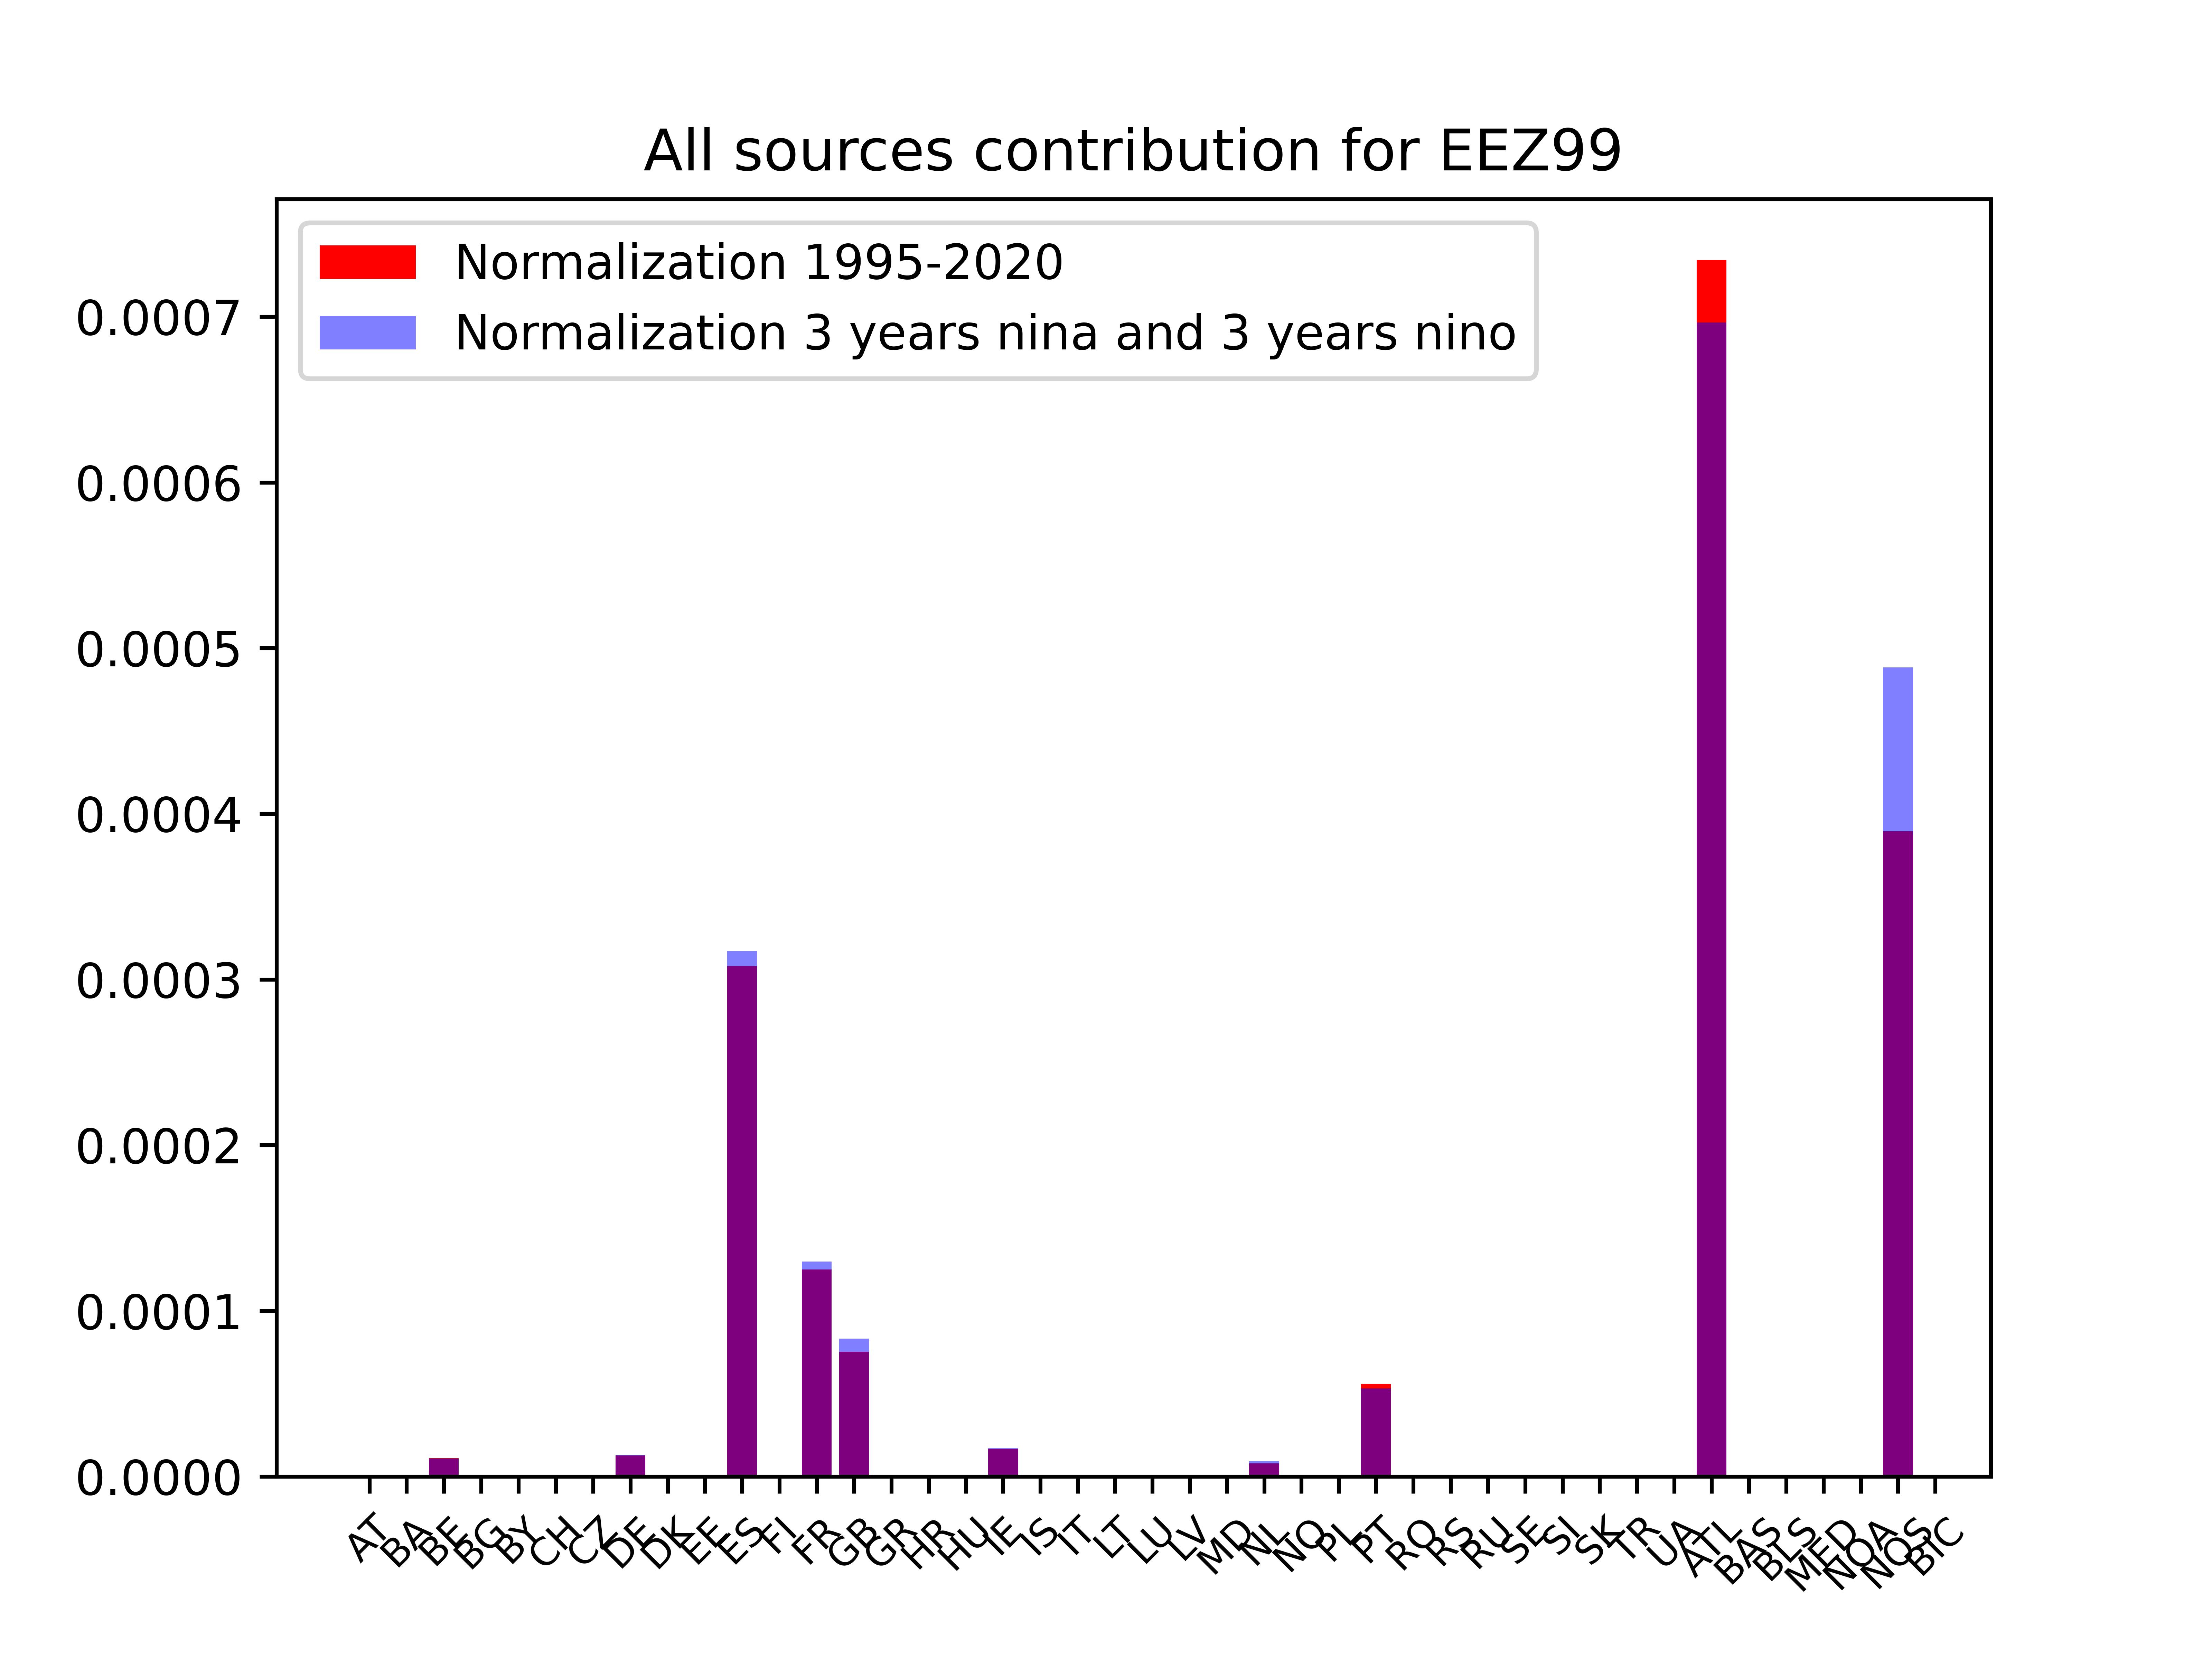 All sources contribution for EEZ99
Normalization 1995-2020
Normalization 3 years nina and 3 years nino
0.0007
0.0006
0.0005
0.0004
0.0003
0.0002
0.0001
0.0000
AT BA BE BG BY CH CZ DE DK EE ES FI FR GB GR HR HU IE IS IT LT LU LV MD NL NO PL PT RO RS RU SE SI SK TR UA ATL BAS BLS MED NOA NOS BIC